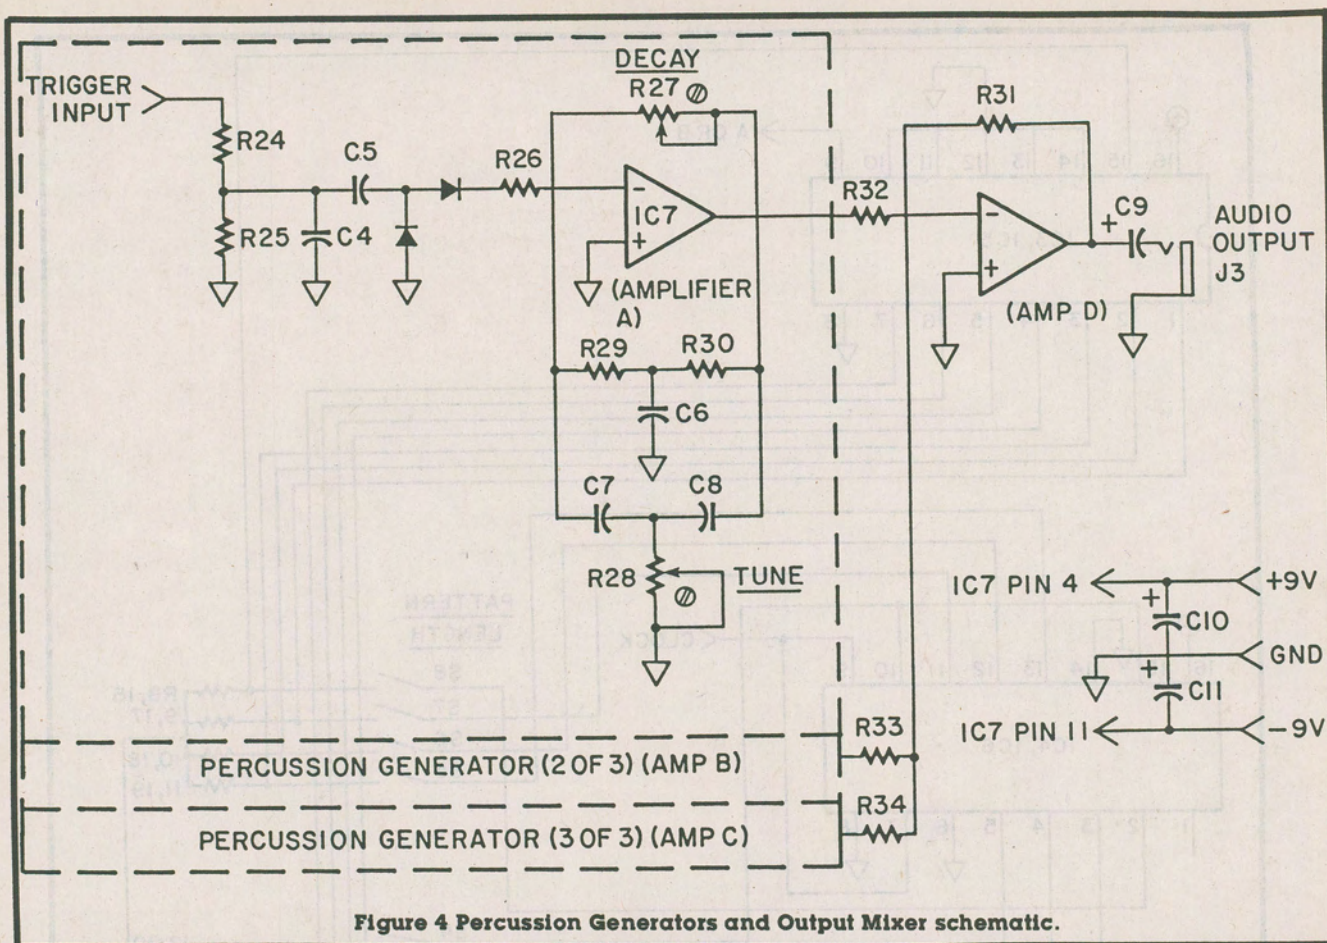 DECAY
R27
TRIGGER
INPUT
R24
C5
R26
R25
C4
IC7
-
+
(AMPLIFIER
A)
R29
R30
C6
C7
C8
R28
TUNE
R31
R32
-
+
(AMP D)
+
C9
AUDIO
OUTPUT
J3
IC7 PIN 4
+
C10
+9V
GND
+
C11
IC7 PIN 11
-9V
R33
R34
PERCUSSION GENERATOR (2 OF 3) (AMP B)
PERCUSSION GENERATOR (3 OF 3) (AMP C)
Figure 4 Percussion Generators and Output Mixer schematic.